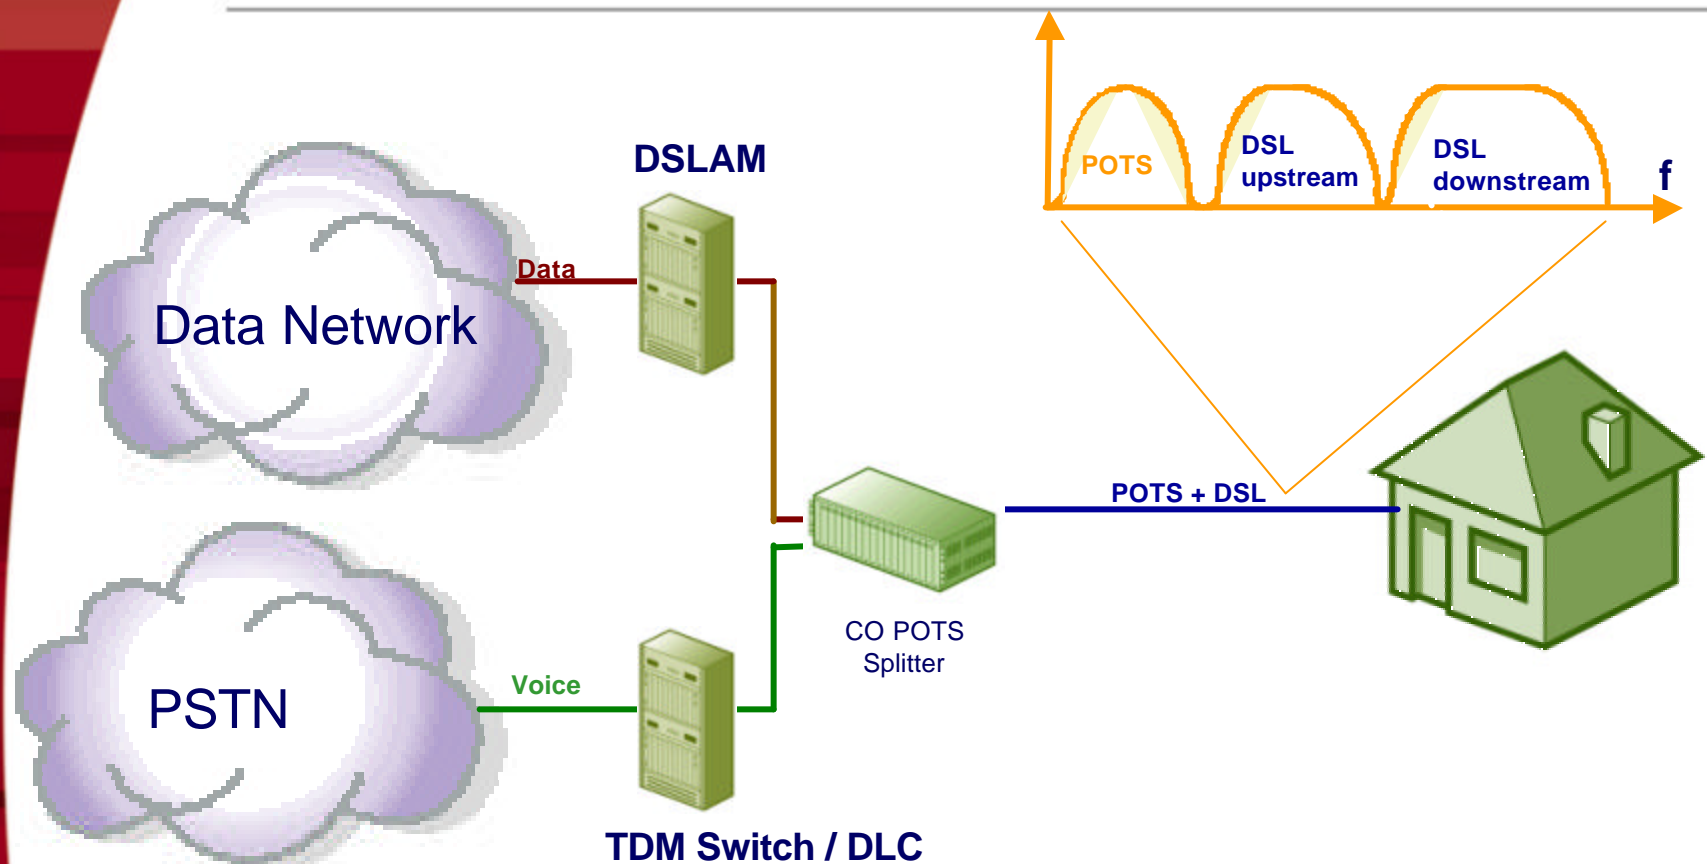 DSLAM
POTS
DSL
upstream
DSL
downstream
f
Data
Data Network
POTS + DSL
CO POTS
Splitter
Voice
PSTN
TDM Switch / DLC